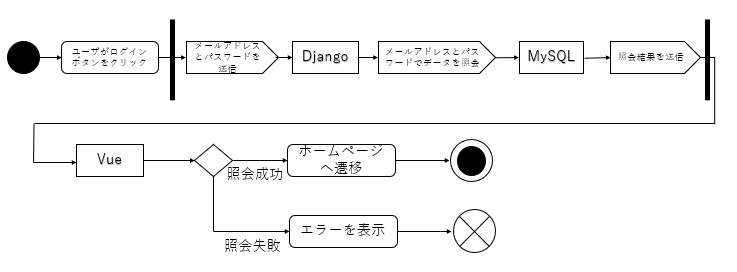 ユーザがログイン
ボタンをクリック
メールアドレス
とパスワードを
送信
Django
メールアドレスとパス
ワードでデータを照会
MySQL
照会結果を送信
Vue
照会成功
ホームページ
へ遷移
照会失敗
エラーを表示